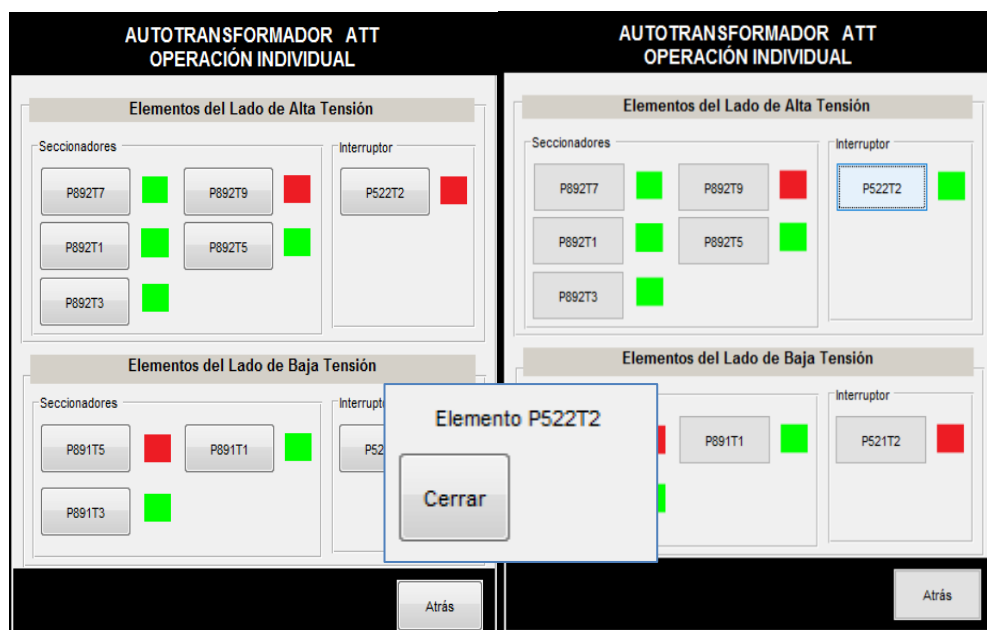 AUTOTRANSFORMADOR ATT
OPERACIÓN INDIVIDUAL
Elementos del Lado de Alta Tensión
Seccionadores
Interruptor
P892T7
P892T9
P522T2
P892T1
P892T5
P892T3
Elementos del Lado de Baja Tensión
Seccionadores
P891T5
P891T1
P891T3
Atrás
Elemento P522T2
Cerrar
AUTOTRANSFORMADOR ATT
OPERACIÓN INDIVIDUAL
Elementos del Lado de Alta Tensión
Seccionadores
Interruptor
P892T7
P892T9
P522T2
P892T1
P892T5
P892T3
Elementos del Lado de Baja Tensión
Interruptor
P891T1
P521T2
Atrás